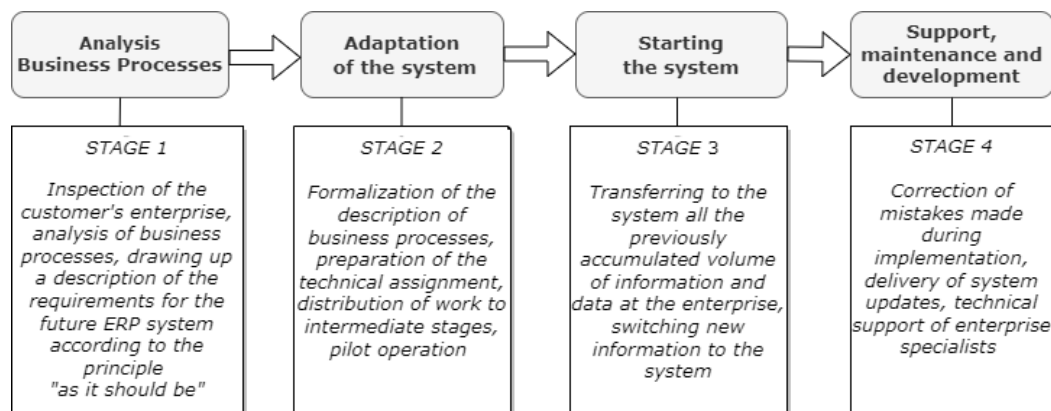 Analysis
Business Processes
Adaptation
of the system
Starting
the system
Support,
maintenance and
development
STAGE 1
Inspection of the
customer's enterprise,
analysis of business
processes, drawing up
a description of the
requirements for the
future ERP system
according to the
principle
"as it should be"
STAGE 2
Formalization of the
description of
business processes,
preparation of the
technical assignment,
distribution of work to
intermediate stages,
pilot operation
STAGE 3
Transferring to the
system all the
previously
accumulated volume
of information and
data at the enterprise,
switching new
information to the
system
STAGE 4
Correction of
mistakes made
during
implementation,
delivery of system
updates, technical
support of enterprise
specialists